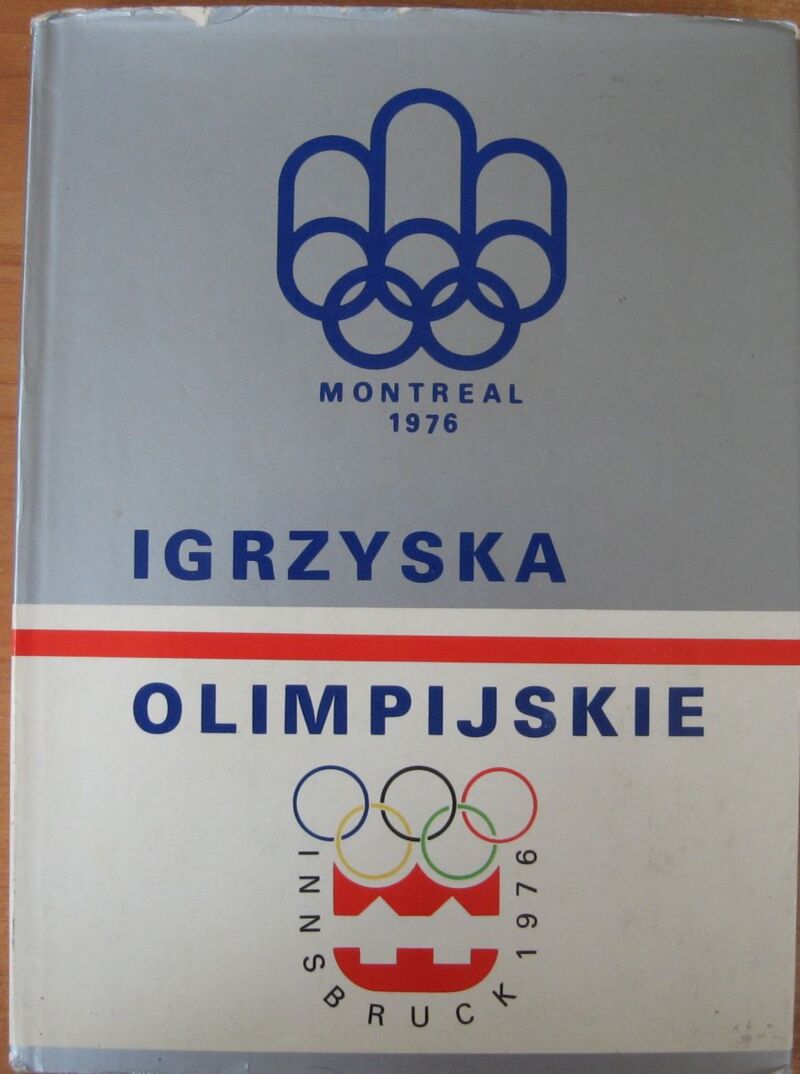 MONTREAL
1976
IGRZYSKA
OLIMPIJSKIE
INNSBRUCK 1976